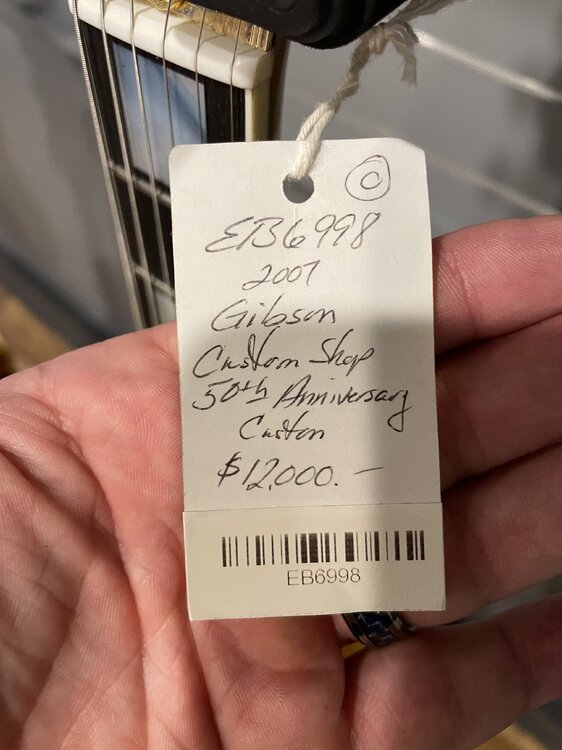 C
EB6998
2007
Gibson
Custom Shop
50th Anniversary
Custom
$12,000.—
EB6998